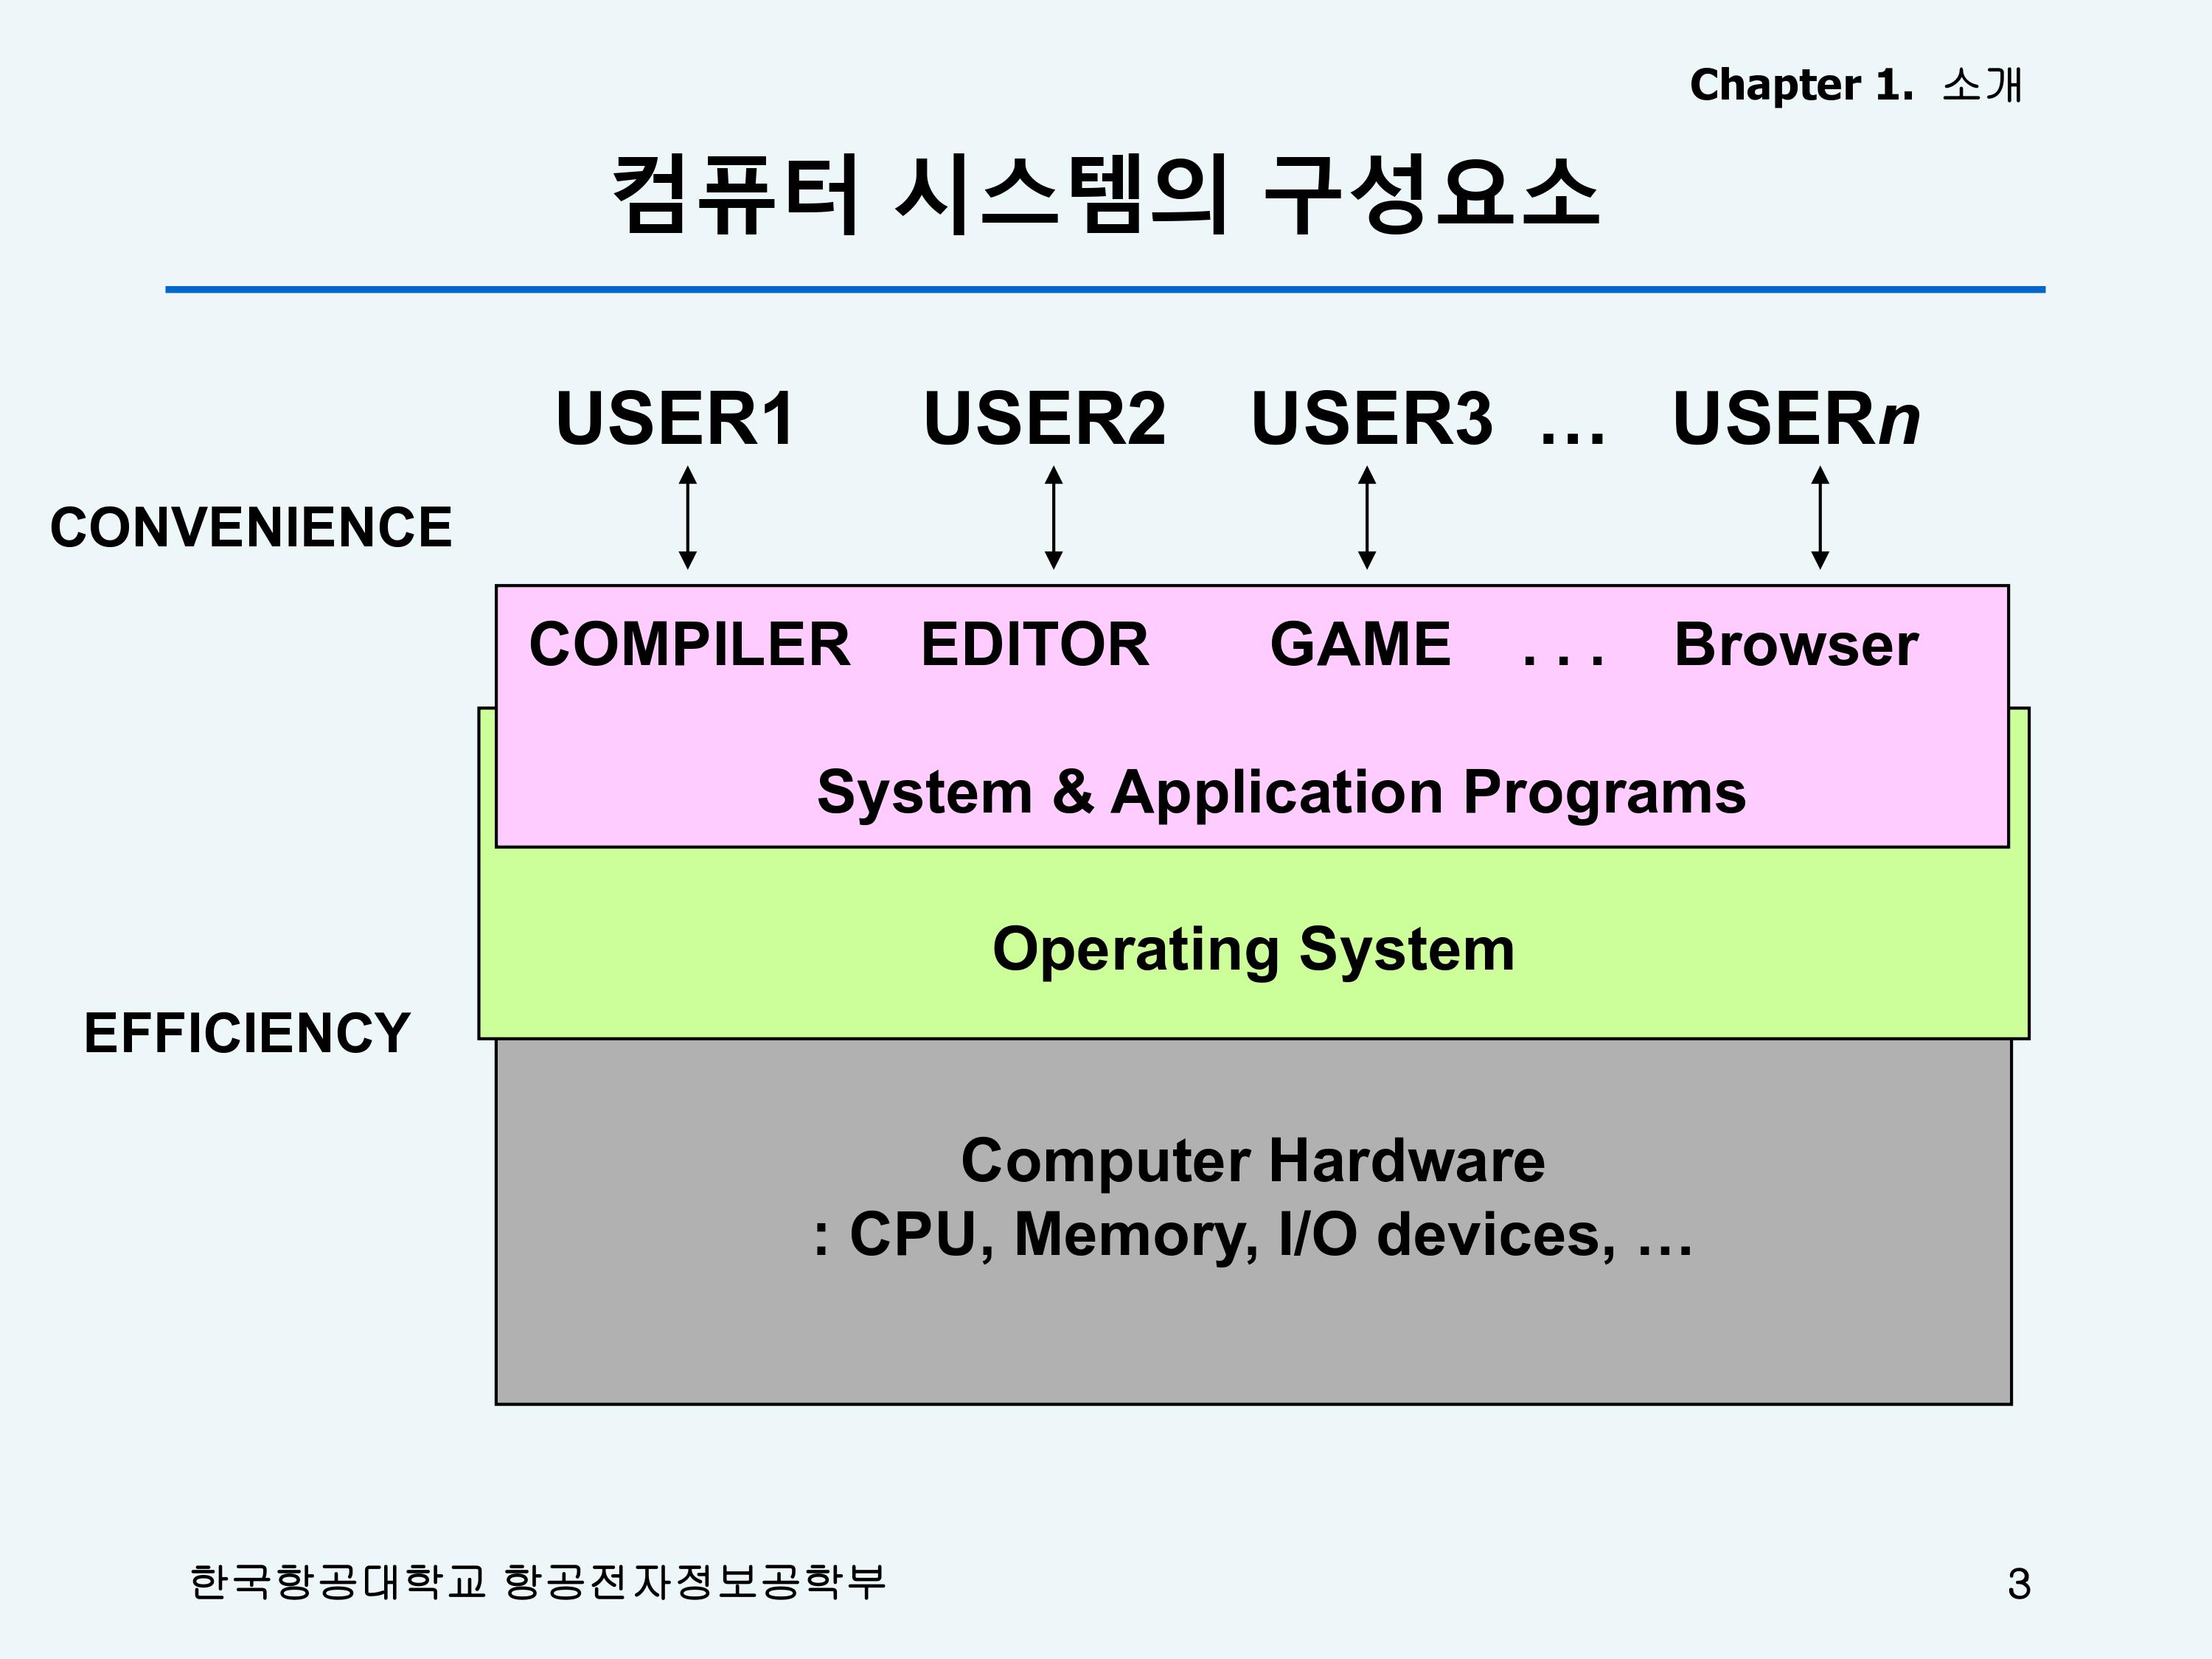 Chapter 1. 소개
컴퓨터 시스템의 구성요소
USER1 USER2 USER3 … USERn
CONVENIENCE
COMPILER EDITOR GAME . . . Browser
System & Application Programs
Operating System
EFFICIENCY
Computer Hardware
: CPU, Memory, I/O devices, …
한국항공대학교 항공전자정보공학부
3